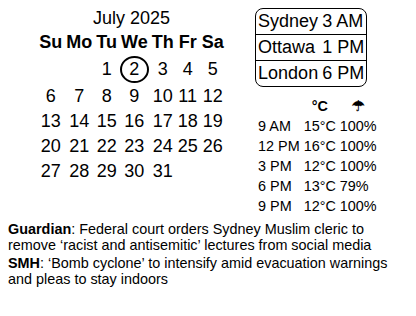 July 2025
Su Mo Tu We Th Fr Sa
1 2 3 4 5
6 7 8 9 10 11 12
13 14 15 16 17 18 19
20 21 22 23 24 25 26
27 28 29 30 31
Sydney 3 AM
Ottawa 1 PM
London 6 PM
°C ☂
9 AM 15°C 100%
12 PM 16°C 100%
3 PM 12°C 100%
6 PM 13°C 79%
9 PM 12°C 100%
Guardian: Federal court orders Sydney Muslim cleric to
remove ‘racist and antisemitic’ lectures from social media
SMH: ‘Bomb cyclone’ to intensify amid evacuation warnings
and pleas to stay indoors